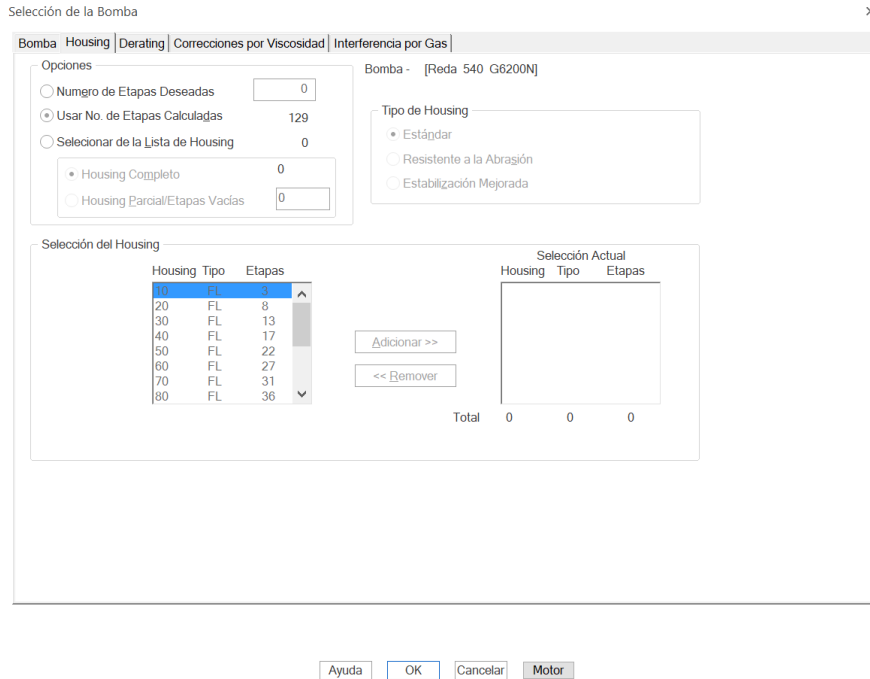 Selección de la Bomba
Bomba Housing Derating Correcciones por Viscosidad Interferencia por Gas
Opciones
Numero de Etapas Deseadas 0
Usar No. de Etapas Calculadas 129
Selecionar de la Lista de Housing 0
Housing Completo 0
Housing Parcial/Etapas Vacías 0
Bomba - [Reda 540 G6200N]
Tipo de Housing
Estándar
Resistente a la Abrasión
Estabilización Mejorada
Selección del Housing
Housing Tipo Etapas
10 FL 3
20 FL 8
30 FL 13
40 FL 17
50 FL 22
60 FL 27
70 FL 31
80 FL 36
Adicionar >>
<< Remover
Selección Actual
Housing Tipo Etapas
Total 0 0 0
Ayuda OK Cancelar Motor